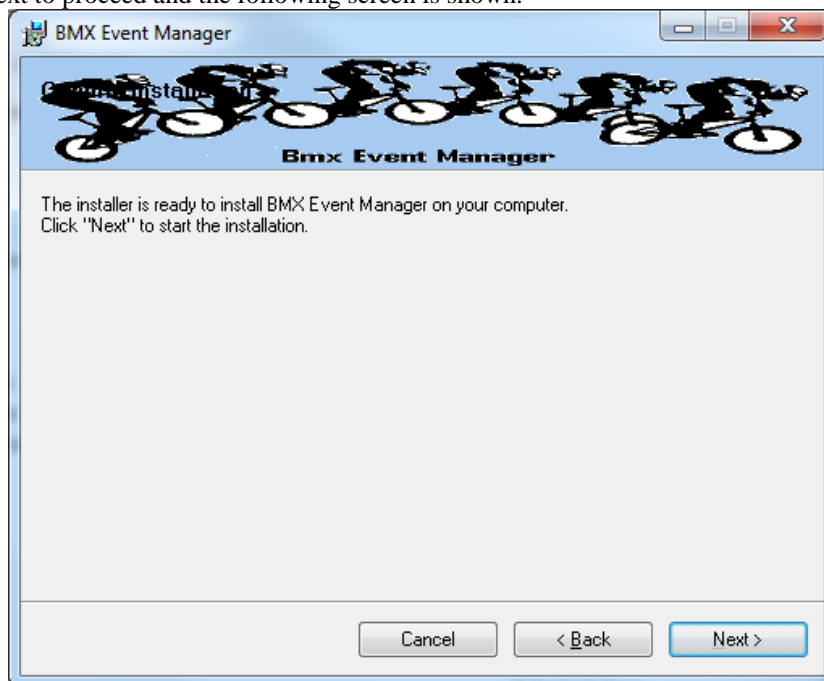 to proceed and the following screen is shown.
BMX Event Manager
Bmx Event Manager
The installer is ready to install BMX Event Manager on your computer.
Click "Next" to start the installation.
Cancel
< Back
Next >